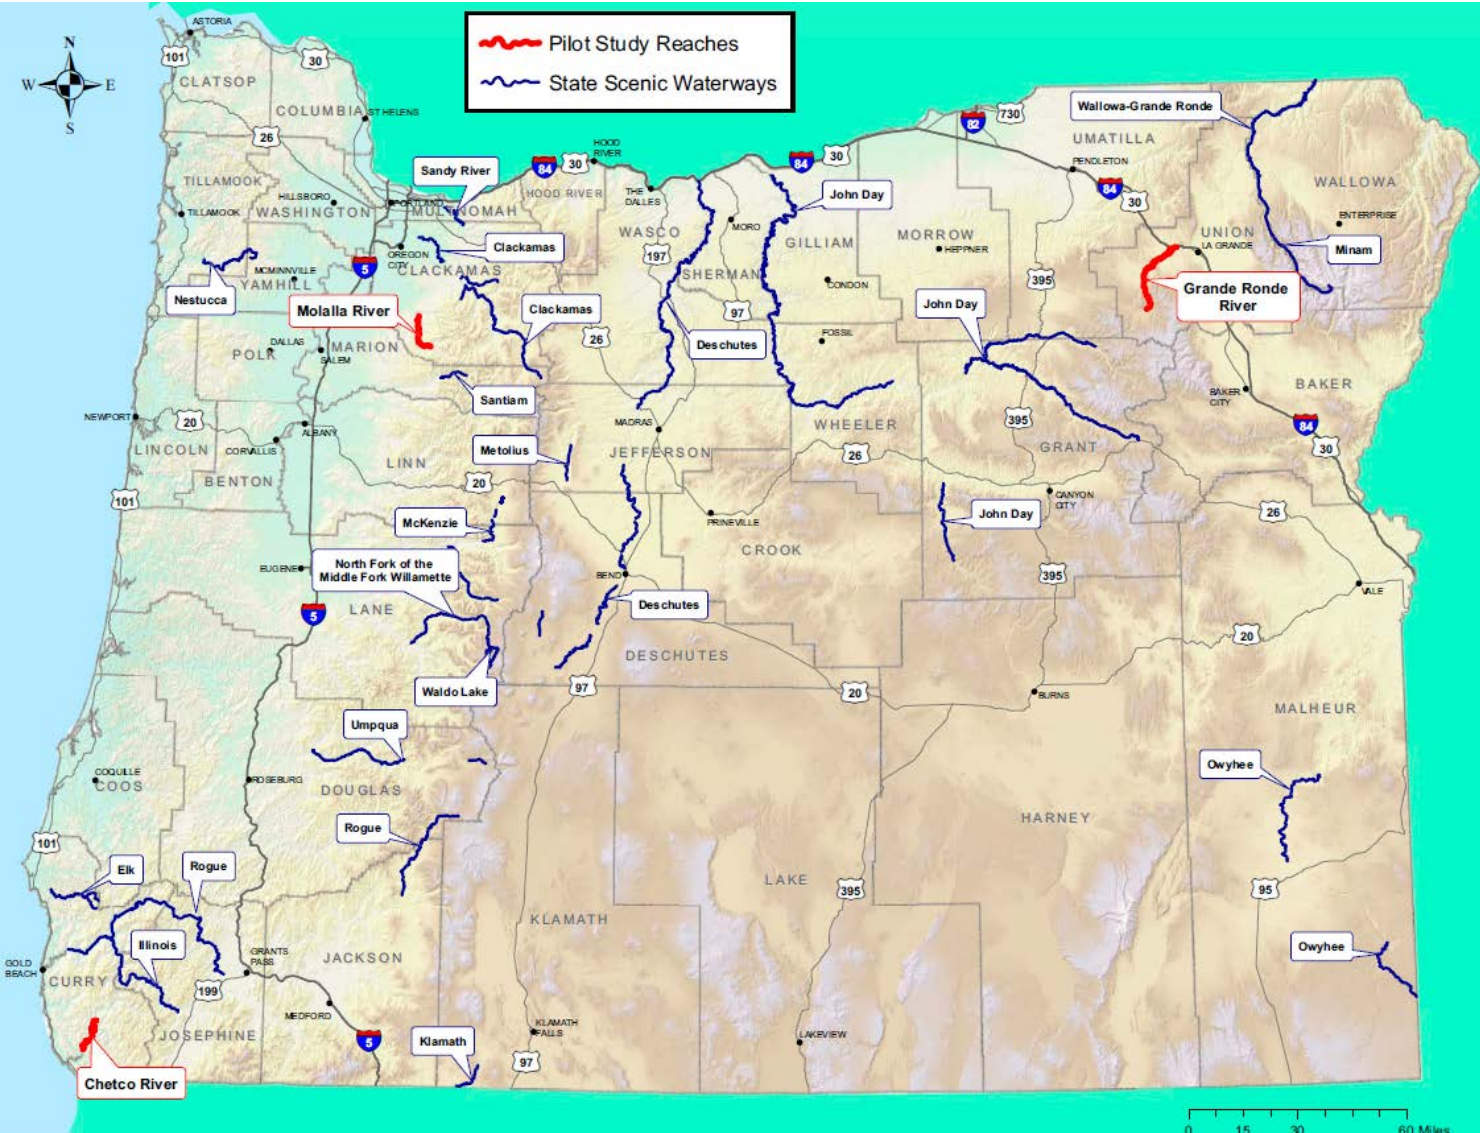 Pilot Study Reaches
State Scenic Waterways
N
W E
S
ASTORIA
101
30
CLATSOP
COLUMBIA
ST HELENS
26
TILLAMOOK
HILLSBORO
TILLAMOOK
WASHINGTON
PORTLAND
MULTNOMAH
Sandy River
84
30
HOOD
RIVER
HOOD RIVER
THE
DALLES
84
30
82
730
UMATILLA
PENDLETON
84
30
Wallowa-Grande Ronde
WALLOWA
ENTERPRISE
John Day
MORO
WASCO
197
GILLIAM
MORROW
HEPPNER
UNION
LA GRANDE
Minam
Clackamas
OREGON
CITY
5
CLACKAMAS
MCMINNVILLE
YAMHILL
Nestucca
Molalla River
Clackamas
SHERMAN
97
CONDON
395
Grande Ronde
River
John Day
FOSSIL
26
Deschutes
DALLAS
POLK
SALEM
MARION
Santiam
BAKER
BAKER
CITY
NEWPORT
20
ALBANY
LINCOLN
CORVALLIS
MADRAS
WHEELER
395
84
30
Metolius
JEFFERSON
26
GRANT
LINN
BENTON
20
101
CANYON
CITY
McKenzie
PRINEVILLE
John Day
26
CROOK
North Fork of the
Middle Fork Willamette
EUGENE
BEND
395
VALE
5
LANE
Deschutes
20
DESCHUTES
Waldo Lake
97
20
BURNS
MALHEUR
Umpqua
Owyhee
COQUILLE
COOS
ROSEBURG
DOUGLAS
HARNEY
Rogue
101
Elk
Rogue
LAKE
395
95
KLAMATH
Illinois
Owyhee
GOLD
BEACH
GRANTS
PASS
JACKSON
CURRY
199
MEDFORD
JOSEPHINE
5
Klamath
KLAMATH
FALLS
97
LAKEVIEW
Chetco River
0 15 30 60 Miles